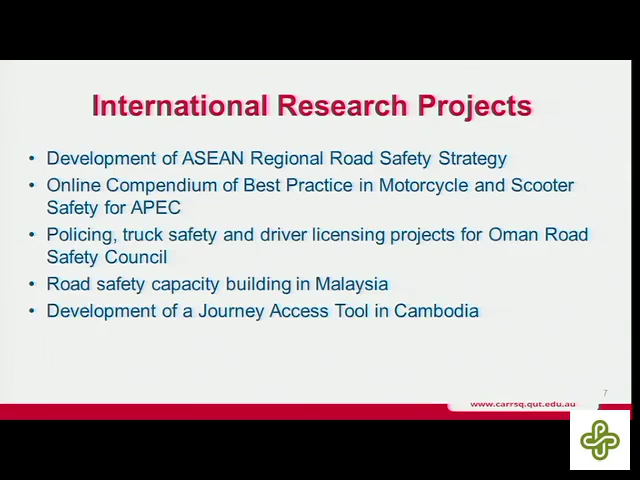 International Research Projects
• Development of ASEAN Regional Road Safety Strategy
• Online Compendium of Best Practice in Motorcycle and Scooter
Safety for APEC
• Policing, truck safety and driver licensing projects for Oman Road
Safety Council
• Road safety capacity building in Malaysia
• Development of a Journey Access Tool in Cambodia
7
www.carrsq.qut.edu.au